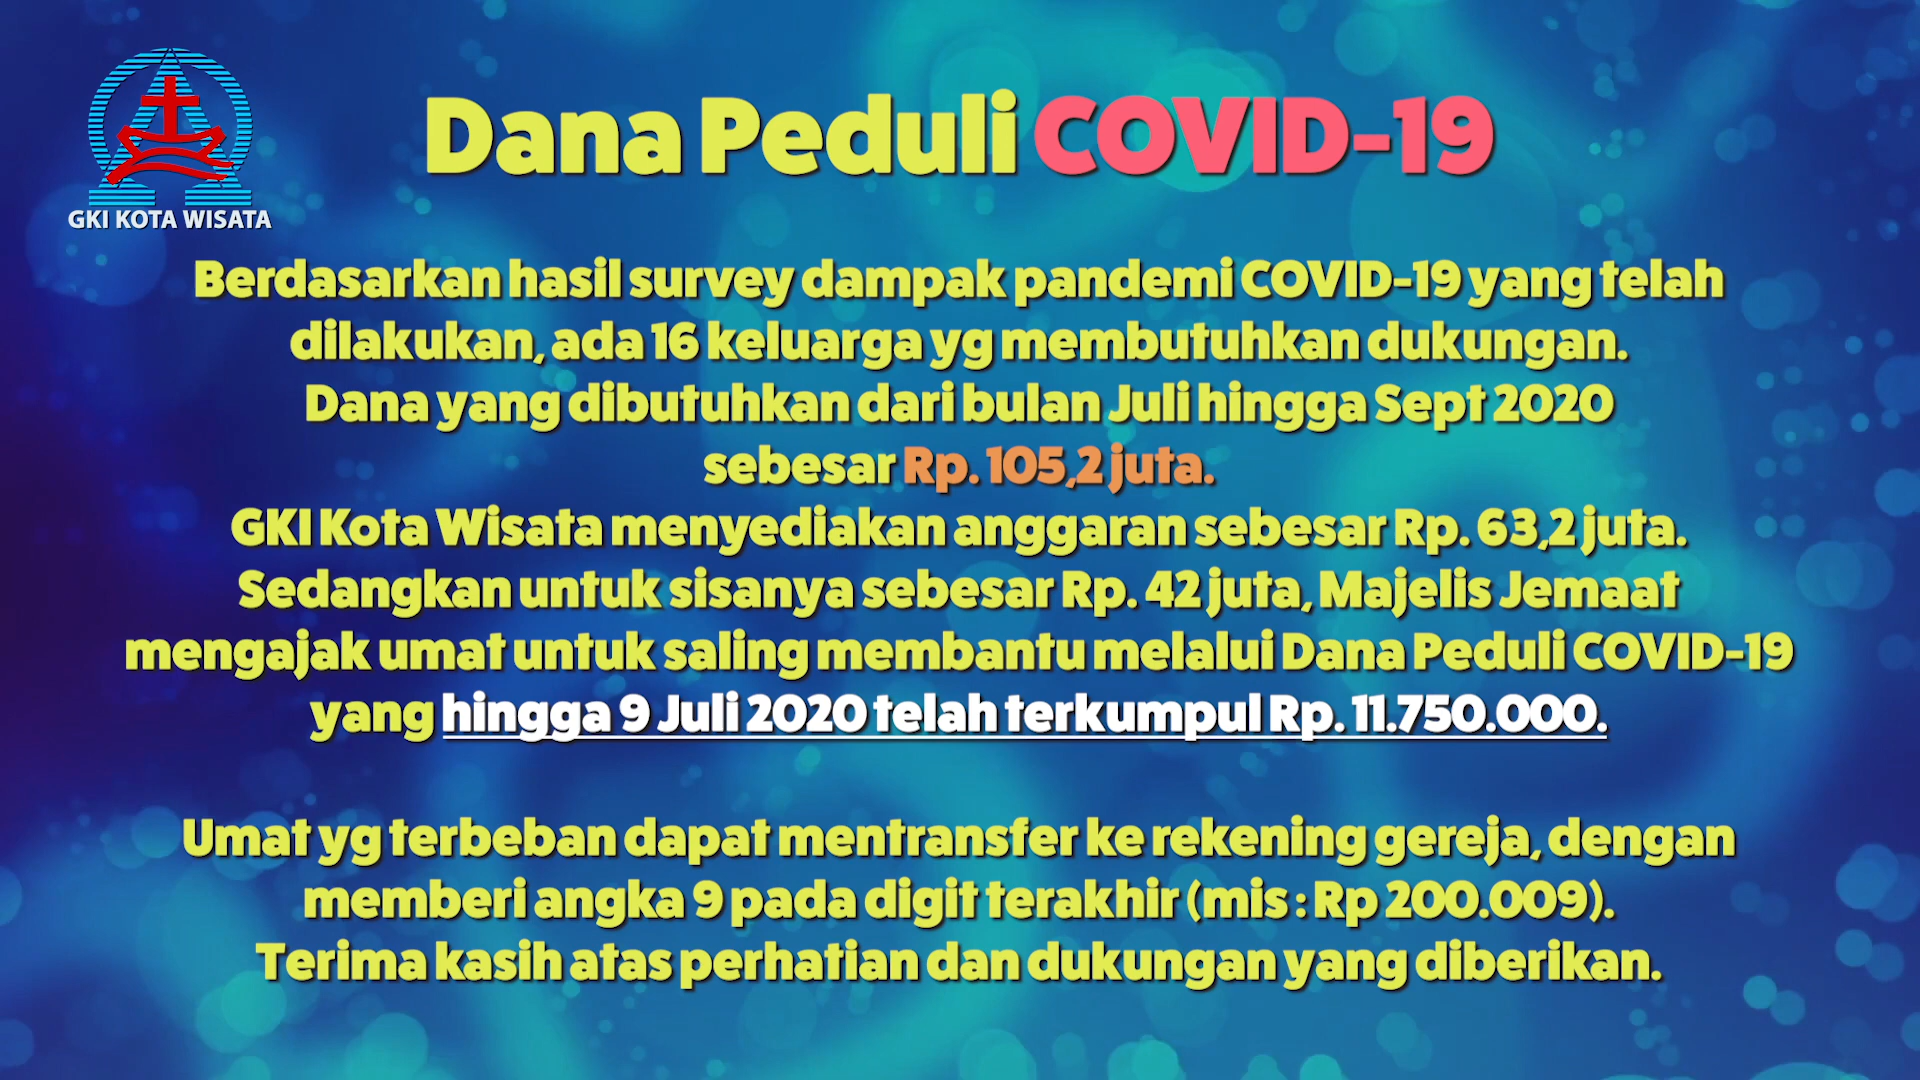 GKI KOTA WISATA
Dana Peduli COVID-19
Berdasarkan hasil survey dampak pandemi COVID-19 yang telah
dilakukan, ada 16 keluarga yg membutuhkan dukungan.
Dana yang dibutuhkan dari bulan Juli hingga Sept 2020
sebesar Rp. 105,2 juta.
GKI Kota Wisata menyediakan anggaran sebesar Rp. 63,2 juta.
Sedangkan untuk sisanya sebesar Rp. 42 juta, Majelis Jemaat
mengajak umat untuk saling membantu melalui Dana Peduli COVID-19
yang hingga 9 Juli 2020 telah terkumpul Rp. 11.750.000.
Umat yg terbeban dapat mentransfer ke rekening gereja, dengan
memberi angka 9 pada digit terakhir (mis : Rp 200.009).
Terima kasih atas perhatian dan dukungan yang diberikan.